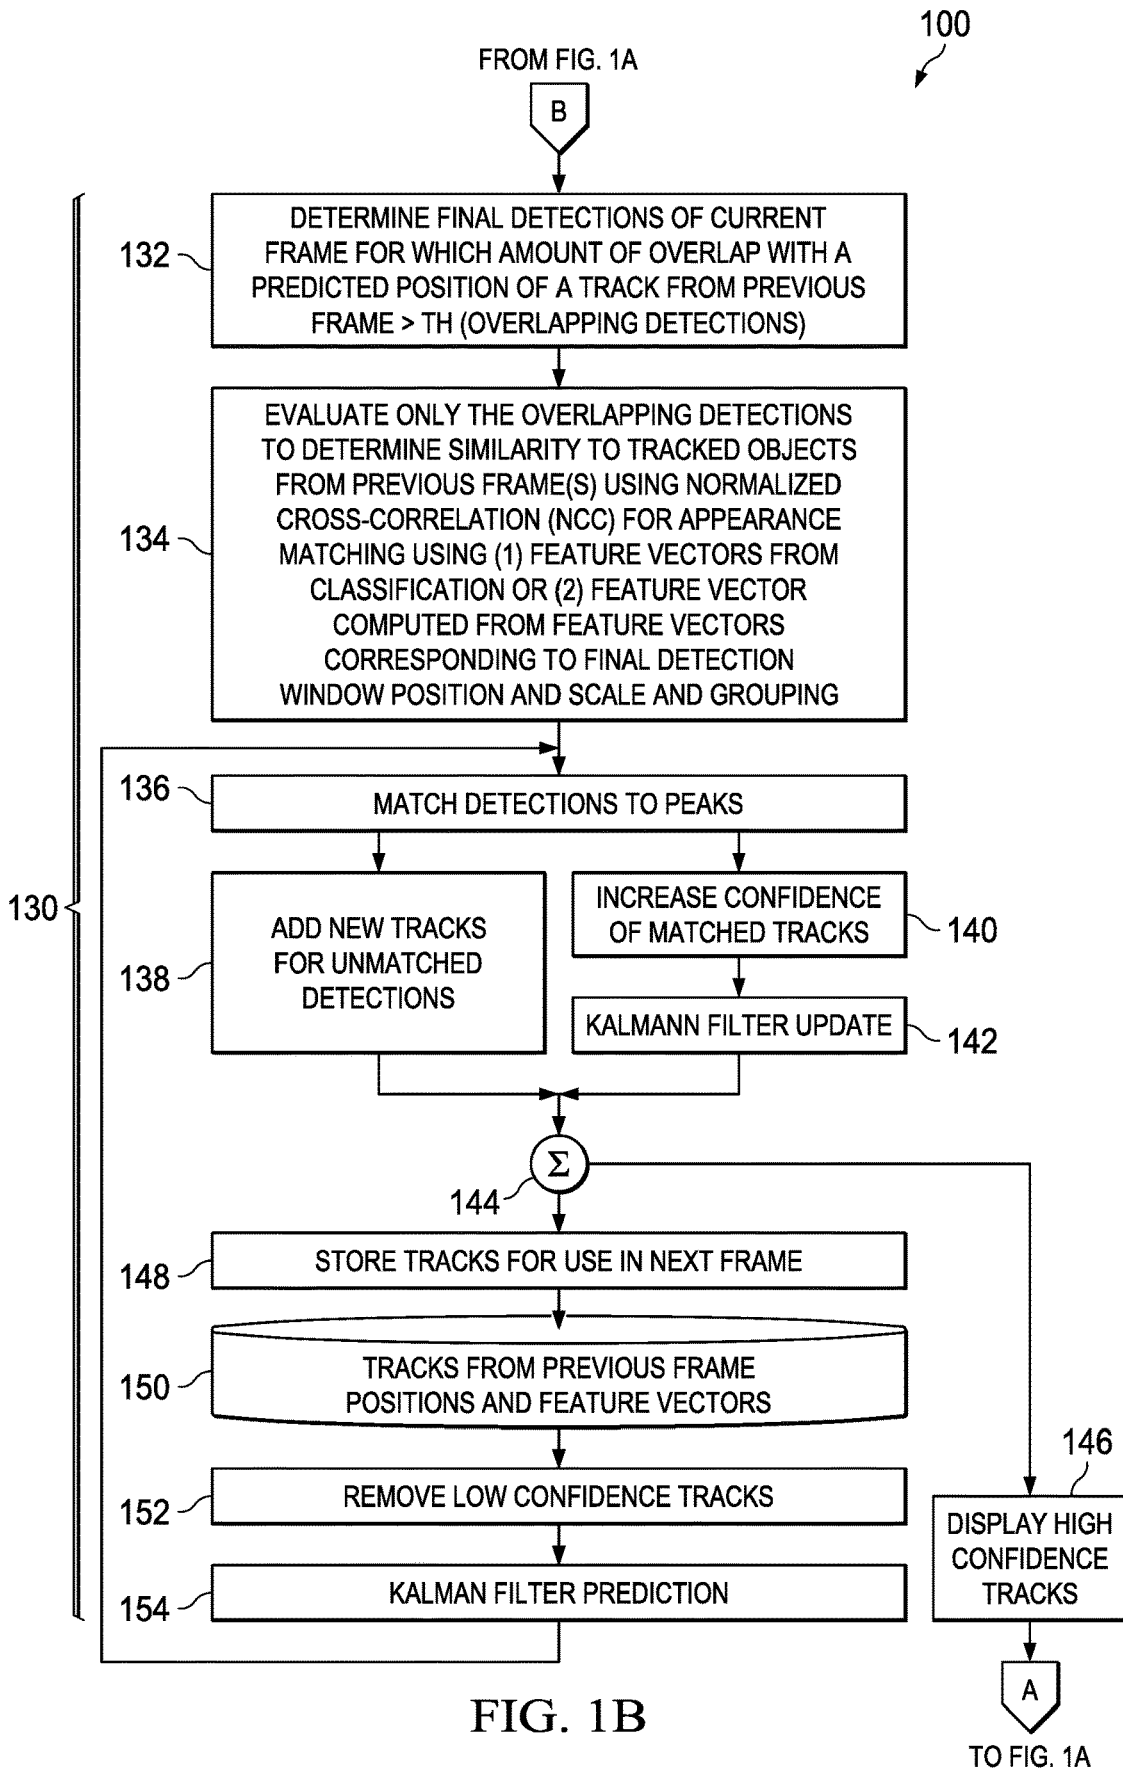 100
FROM FIG. 1A
B
132
DETERMINE FINAL DETECTIONS OF CURRENT
FRAME FOR WHICH AMOUNT OF OVERLAP WITH A
PREDICTED POSITION OF A TRACK FROM PREVIOUS
FRAME > TH (OVERLAPPING DETECTIONS)
134
EVALUATE ONLY THE OVERLAPPING DETECTIONS
TO DETERMINE SIMILARITY TO TRACKED OBJECTS
FROM PREVIOUS FRAME(S) USING NORMALIZED
CROSS-CORRELATION (NCC) FOR APPEARANCE
MATCHING USING (1) FEATURE VECTORS FROM
CLASSIFICATION OR (2) FEATURE VECTOR
COMPUTED FROM FEATURE VECTORS
CORRESPONDING TO FINAL DETECTION
WINDOW POSITION AND SCALE AND GROUPING
136
MATCH DETECTIONS TO PEAKS
130
138
ADD NEW TRACKS
FOR UNMATCHED
DETECTIONS
INCREASE CONFIDENCE
OF MATCHED TRACKS
140
KALMANN FILTER UPDATE
142
Σ
144
148
STORE TRACKS FOR USE IN NEXT FRAME
150
TRACKS FROM PREVIOUS FRAME
POSITIONS AND FEATURE VECTORS
152
REMOVE LOW CONFIDENCE TRACKS
154
KALMAN FILTER PREDICTION
146
DISPLAY HIGH
CONFIDENCE
TRACKS
A
TO FIG. 1A
FIG. 1B